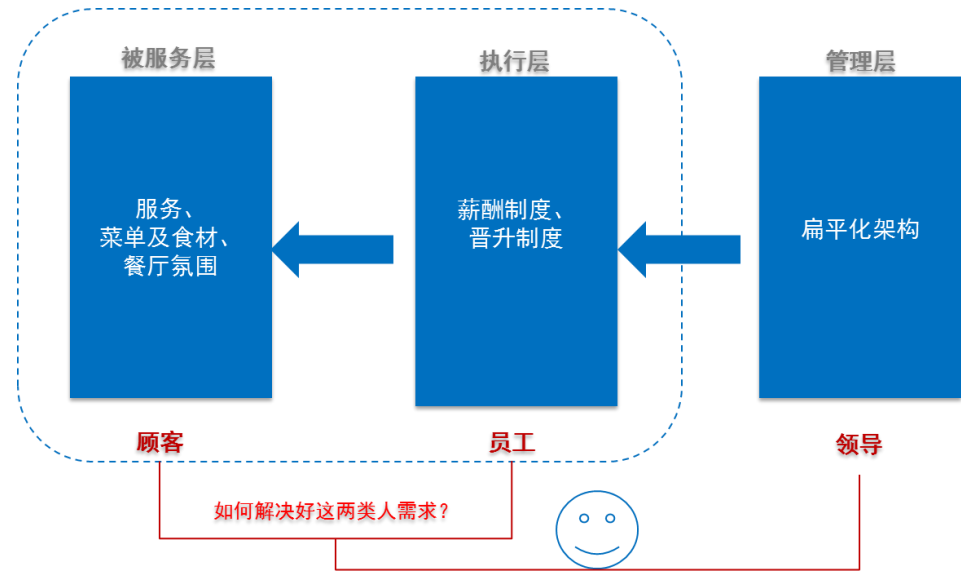 被服务层
执行层
管理层
服务、
菜单及食材、
餐厅氛围
薪酬制度、
晋升制度
扁平化架构
顾客
员工
领导
如何解决好这两类人需求？